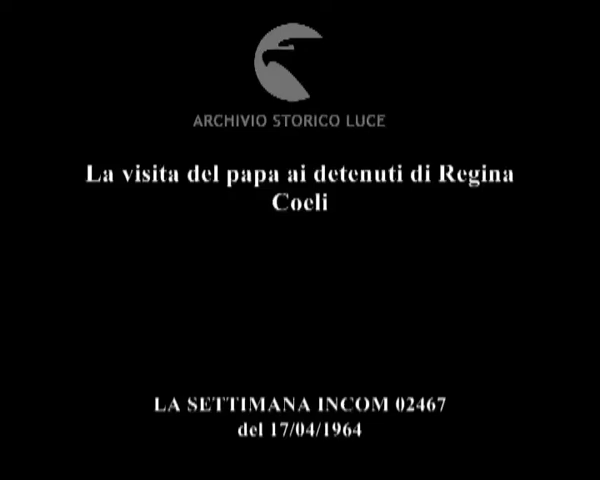 ARCHIVIO STORICO LUCE
La visita del papa ai detenuti di Regina
Coeli
LA SETTIMANA INCOM 02467
del 17/04/1964